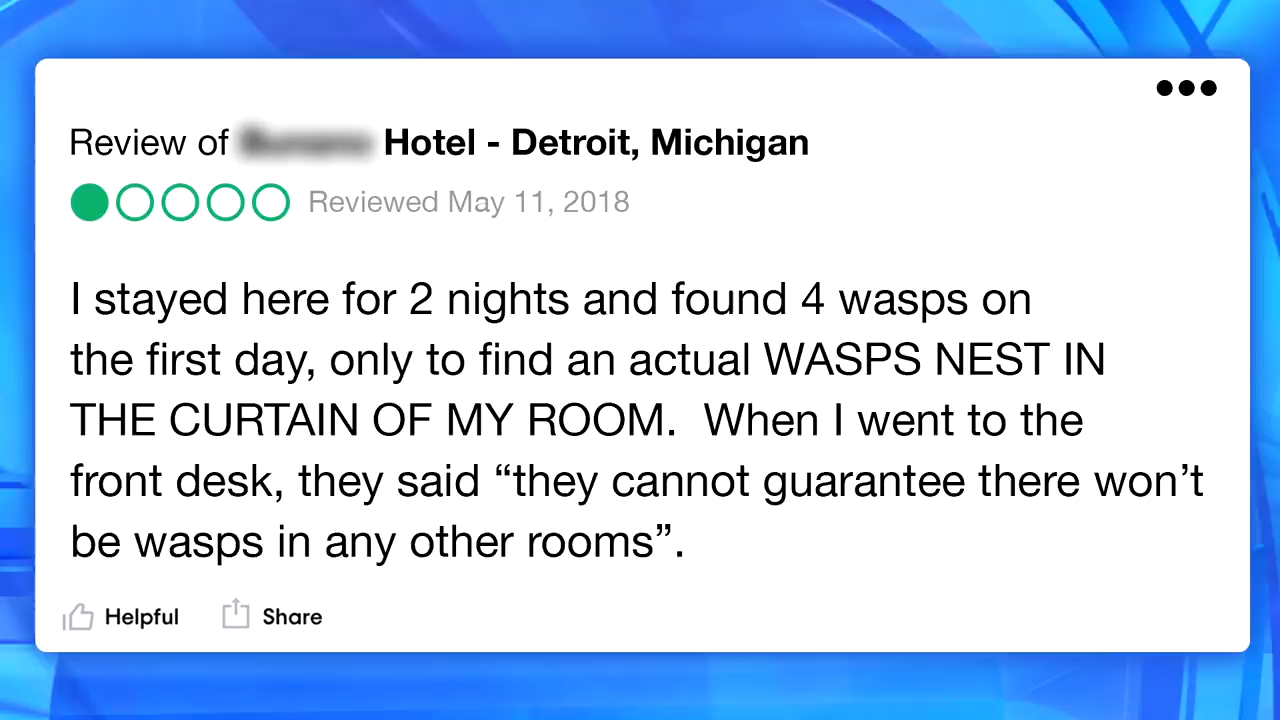 Review of Hotel - Detroit, Michigan
Reviewed May 11, 2018
I stayed here for 2 nights and found 4 wasps on
the first day, only to find an actual WASPS NEST IN
THE CURTAIN OF MY ROOM.  When I went to the
front desk, they said “they cannot guarantee there won’t
be wasps in any other rooms”.
Helpful Share